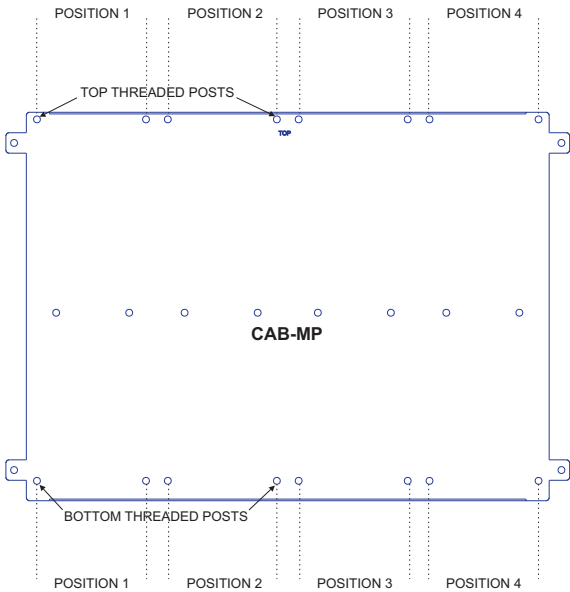 POSITION 1 POSITION 2 POSITION 3 POSITION 4
TOP THREADED POSTS
TOP
CAB-MP
BOTTOM THREADED POSTS
POSITION 1 POSITION 2 POSITION 3 POSITION 4